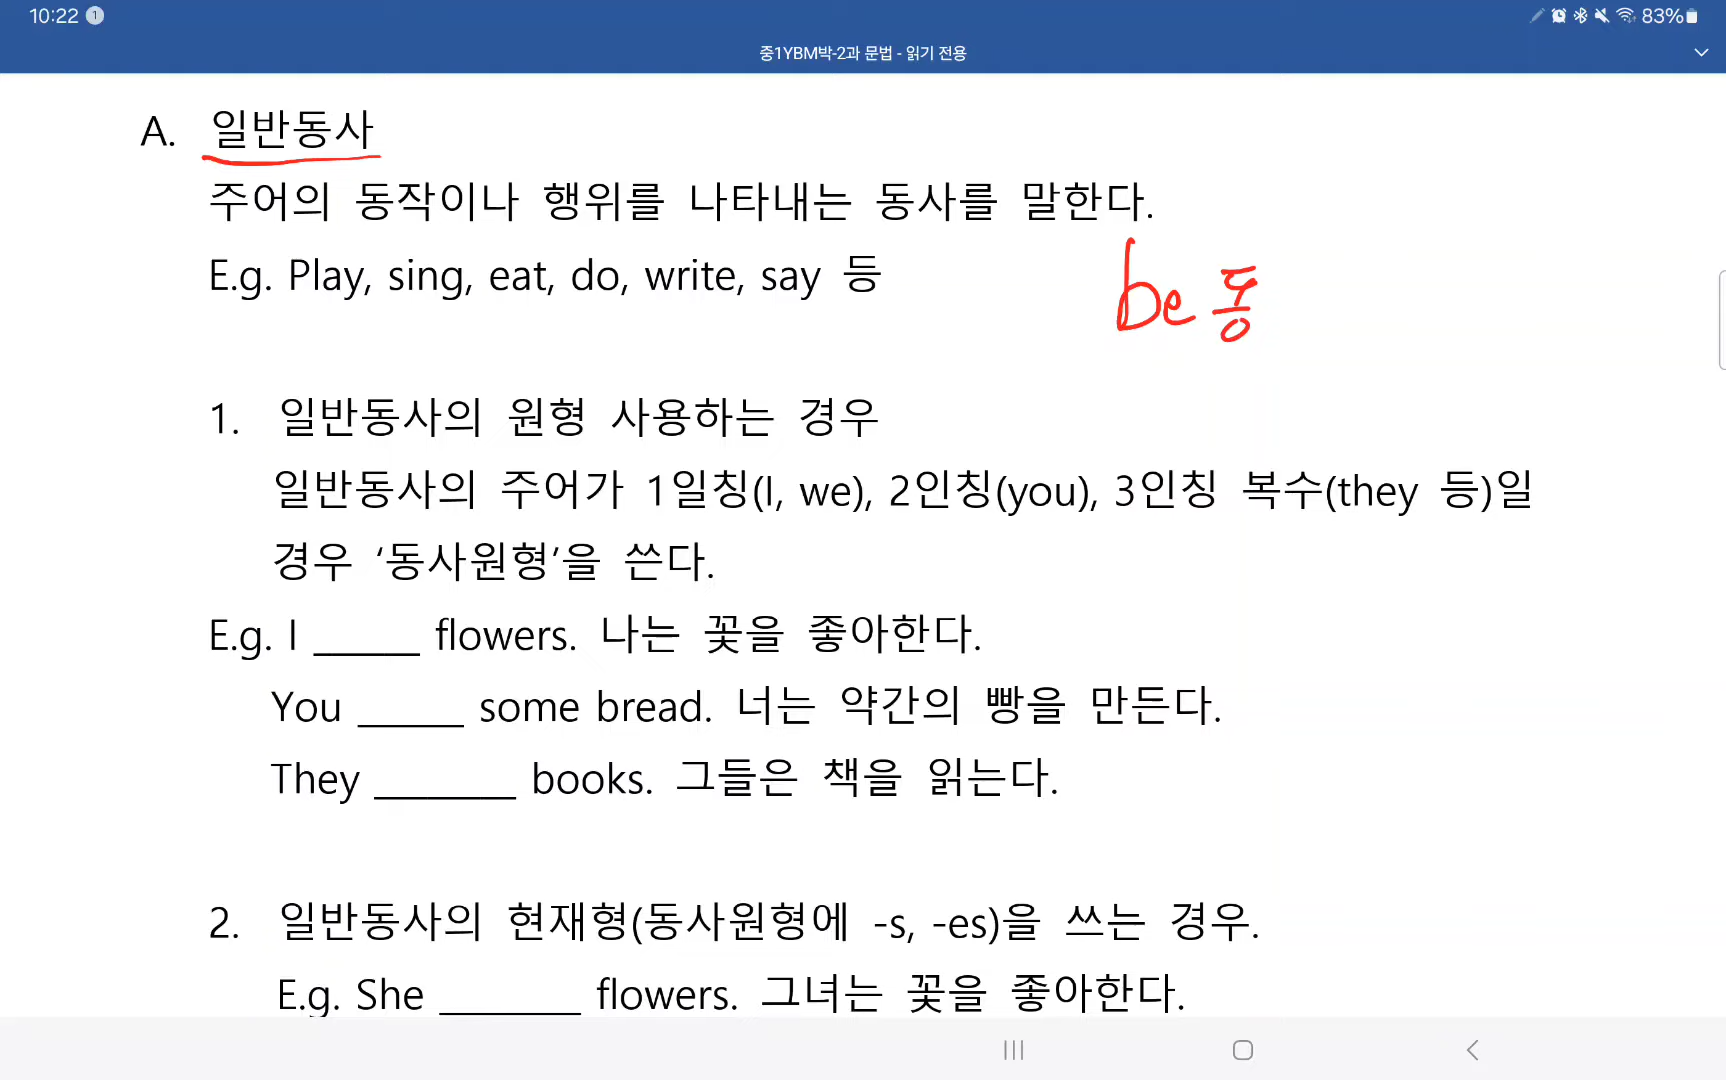 10:22 1 83%
중1YBM박-2과 문법 - 읽기 전용
A. 일반동사
주어의 동작이나 행위를 나타내는 동사를 말한다.
E.g. Play, sing, eat, do, write, say 등
be 동
1. 일반동사의 원형 사용하는 경우
일반동사의 주어가 1일칭(I, we), 2인칭(you), 3인칭 복수(they 등)일
경우 ‘동사원형’을 쓴다.
E.g. I _____ flowers. 나는 꽃을 좋아한다.
You _____ some bread. 너는 약간의 빵을 만든다.
They _______ books. 그들은 책을 읽는다.
2. 일반동사의 현재형(동사원형에 -s, -es)을 쓰는 경우.
E.g. She _______ flowers. 그녀는 꽃을 좋아한다.